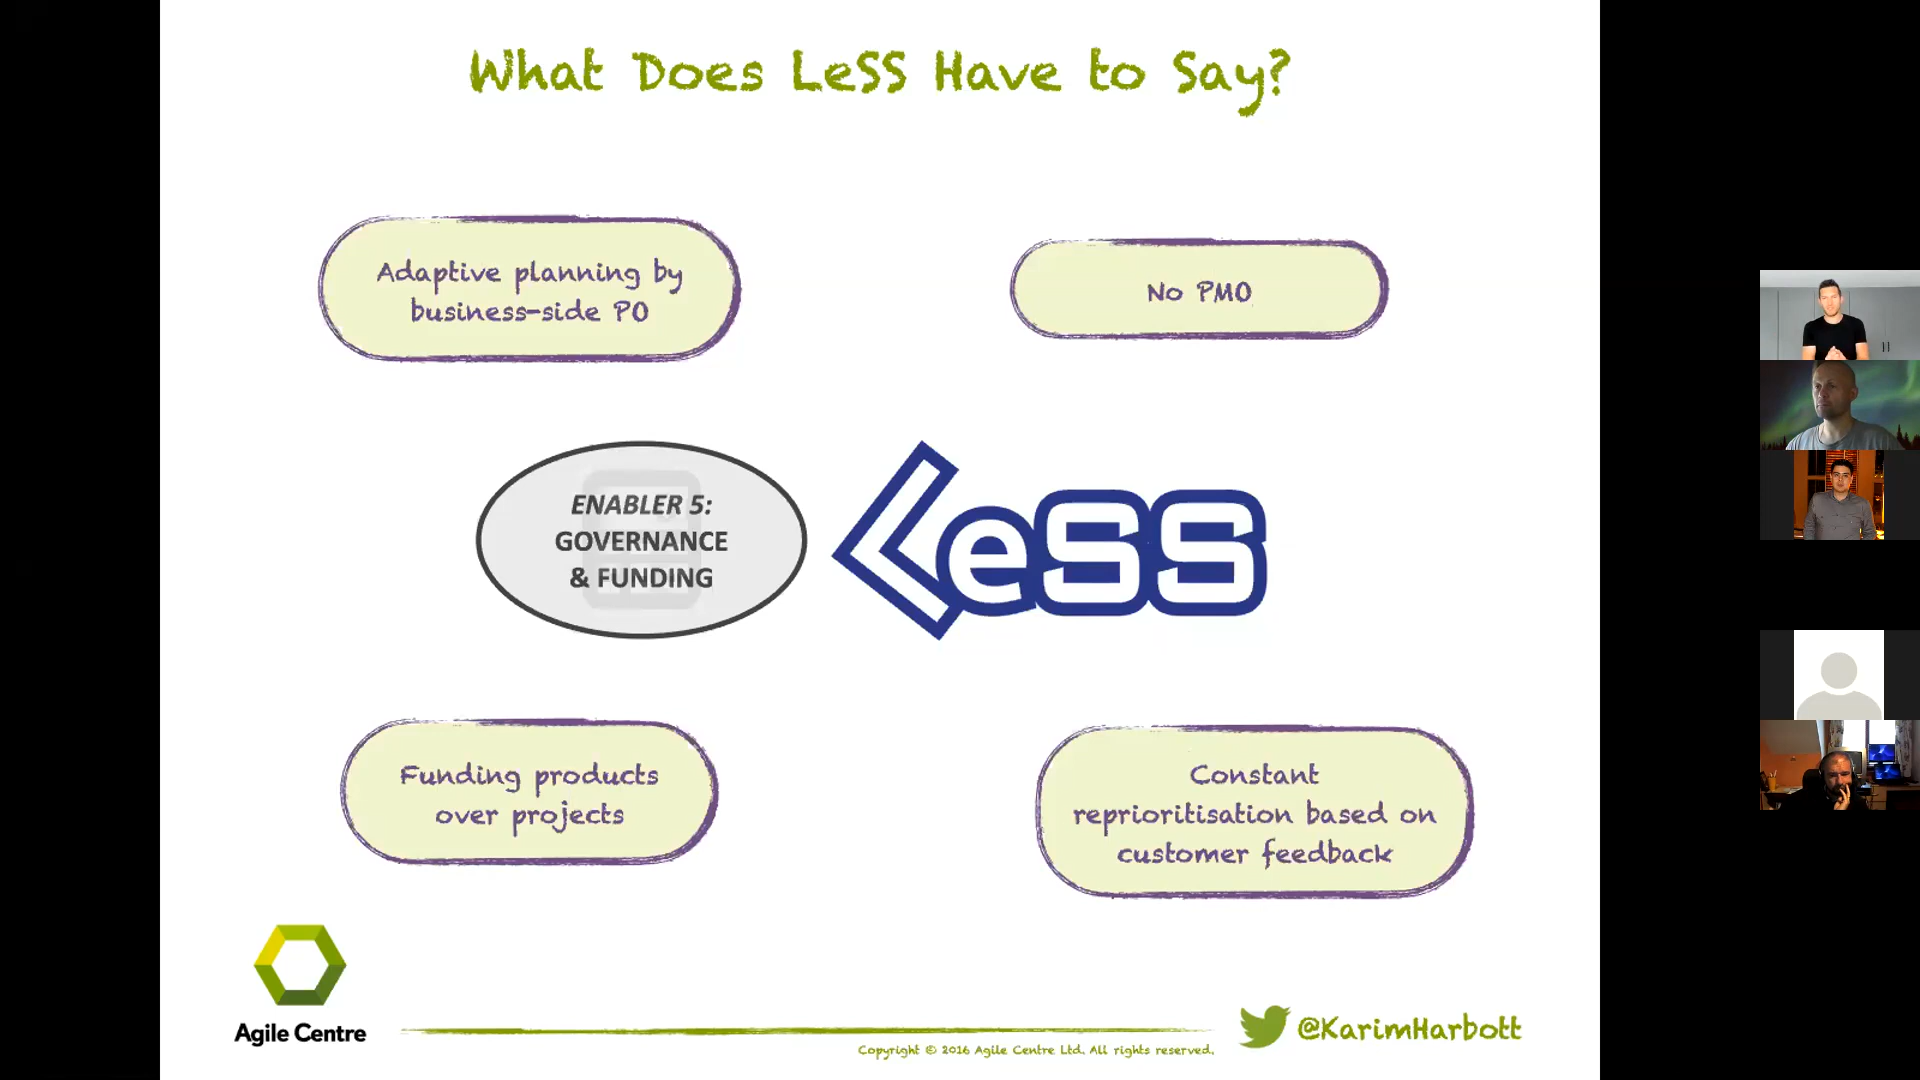 What Does LeSS Have to Say?
Adaptive planning by
business-side PO
No PMO
ENABLER 5:
GOVERNANCE
& FUNDING
LeSS
Funding products
over projects
Constant
reprioritisation based on
customer feedback
Agile Centre
@KarimHarbott
Copyright © 2016 Agile Centre Ltd. All rights reserved.